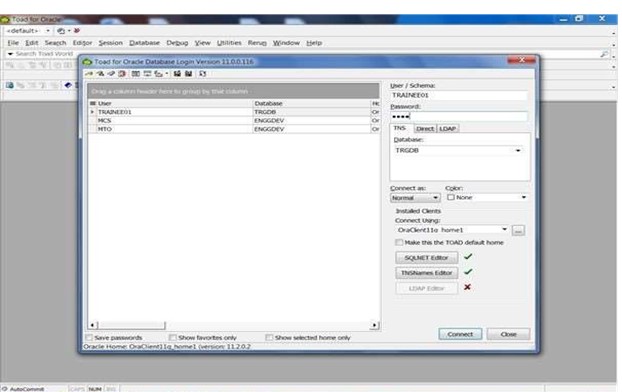 Toad for Oracle
<default>
File Edit Search Editor Session Database Debug View Utilities Rerun Window Help
Search Toad World
Toad for Oracle Database Login Version 11.0.0.116
Drag a column header here to group by that column
User Database
TRAINEE01 TRGDB Or
MCS ENGGDEV Or
MTO ENGGDEV Or
User / Schema:
TRAINEE01
Password:
TNS Direct LDAP
Database:
TRGDB
Connect as: Color:
Normal None
Installed Clients
Connect Using:
OraClient11g_home1
...
Make this the TOAD default home
SQLNET Editor
TNSNames Editor
LDAP Editor
Connect Close
Save passwords Show favorites only Show selected home only
Oracle Home: OraClient11g_home1 (version: 11.2.0.2
AutoCommit CAPS NUM INS